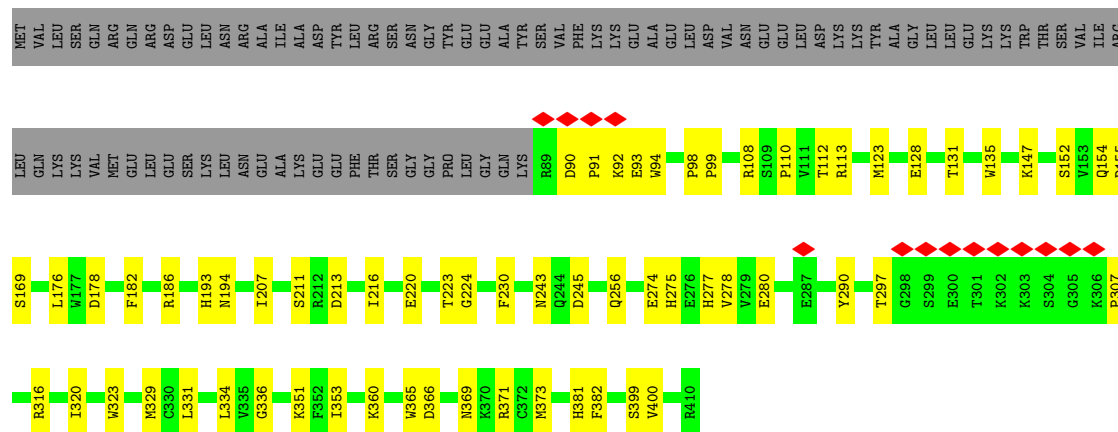 MET VAL LEU SER GLN ARG GLN ARG ASP GLU LEU ASN ARG ALA ILE ALA ASP TYR LEU ARG SER ASN GLY TYR GLU GLU ALA TYR SER VAL PHE LYS LYS GLU ALA GLU LEU ASP VAL ASN GLU GLU LEU ASP LYS LYS TYR ALA GLY LEU LEU GLU LYS LYS TRP THR SER VAL ILE ARG
LEU GLN LYS LYS VAL MET GLU LEU GLU SER LYS LEU ASN GLU ALA LYS GLU GLU PHE THR SER GLY GLY PRO LEU GLY GLN LYS R89 D90 P91 K92 E93 W94 P98 P99 R108 S109 P110 V111 T112 R113 M123 E128 T131 W135 K147 S152 V153 Q154 D155
S169 L176 W177 D178 F182 R186 H193 N194 I207 S211 R212 D213 I216 E220 T223 G224 F230 N243 Q244 D245 Q256 E274 H275 E276 H277 V278 V279 E280 E287 Y290 T297 G298 S299 E300 T301 K302 K303 S304 G305 K306 P307
R316 I320 W323 M329 C330 L331 L334 V335 G336 K351 F352 I353 K360 W365 D366 N369 K370 R371 C372 M373 H381 F382 S399 V400 R410